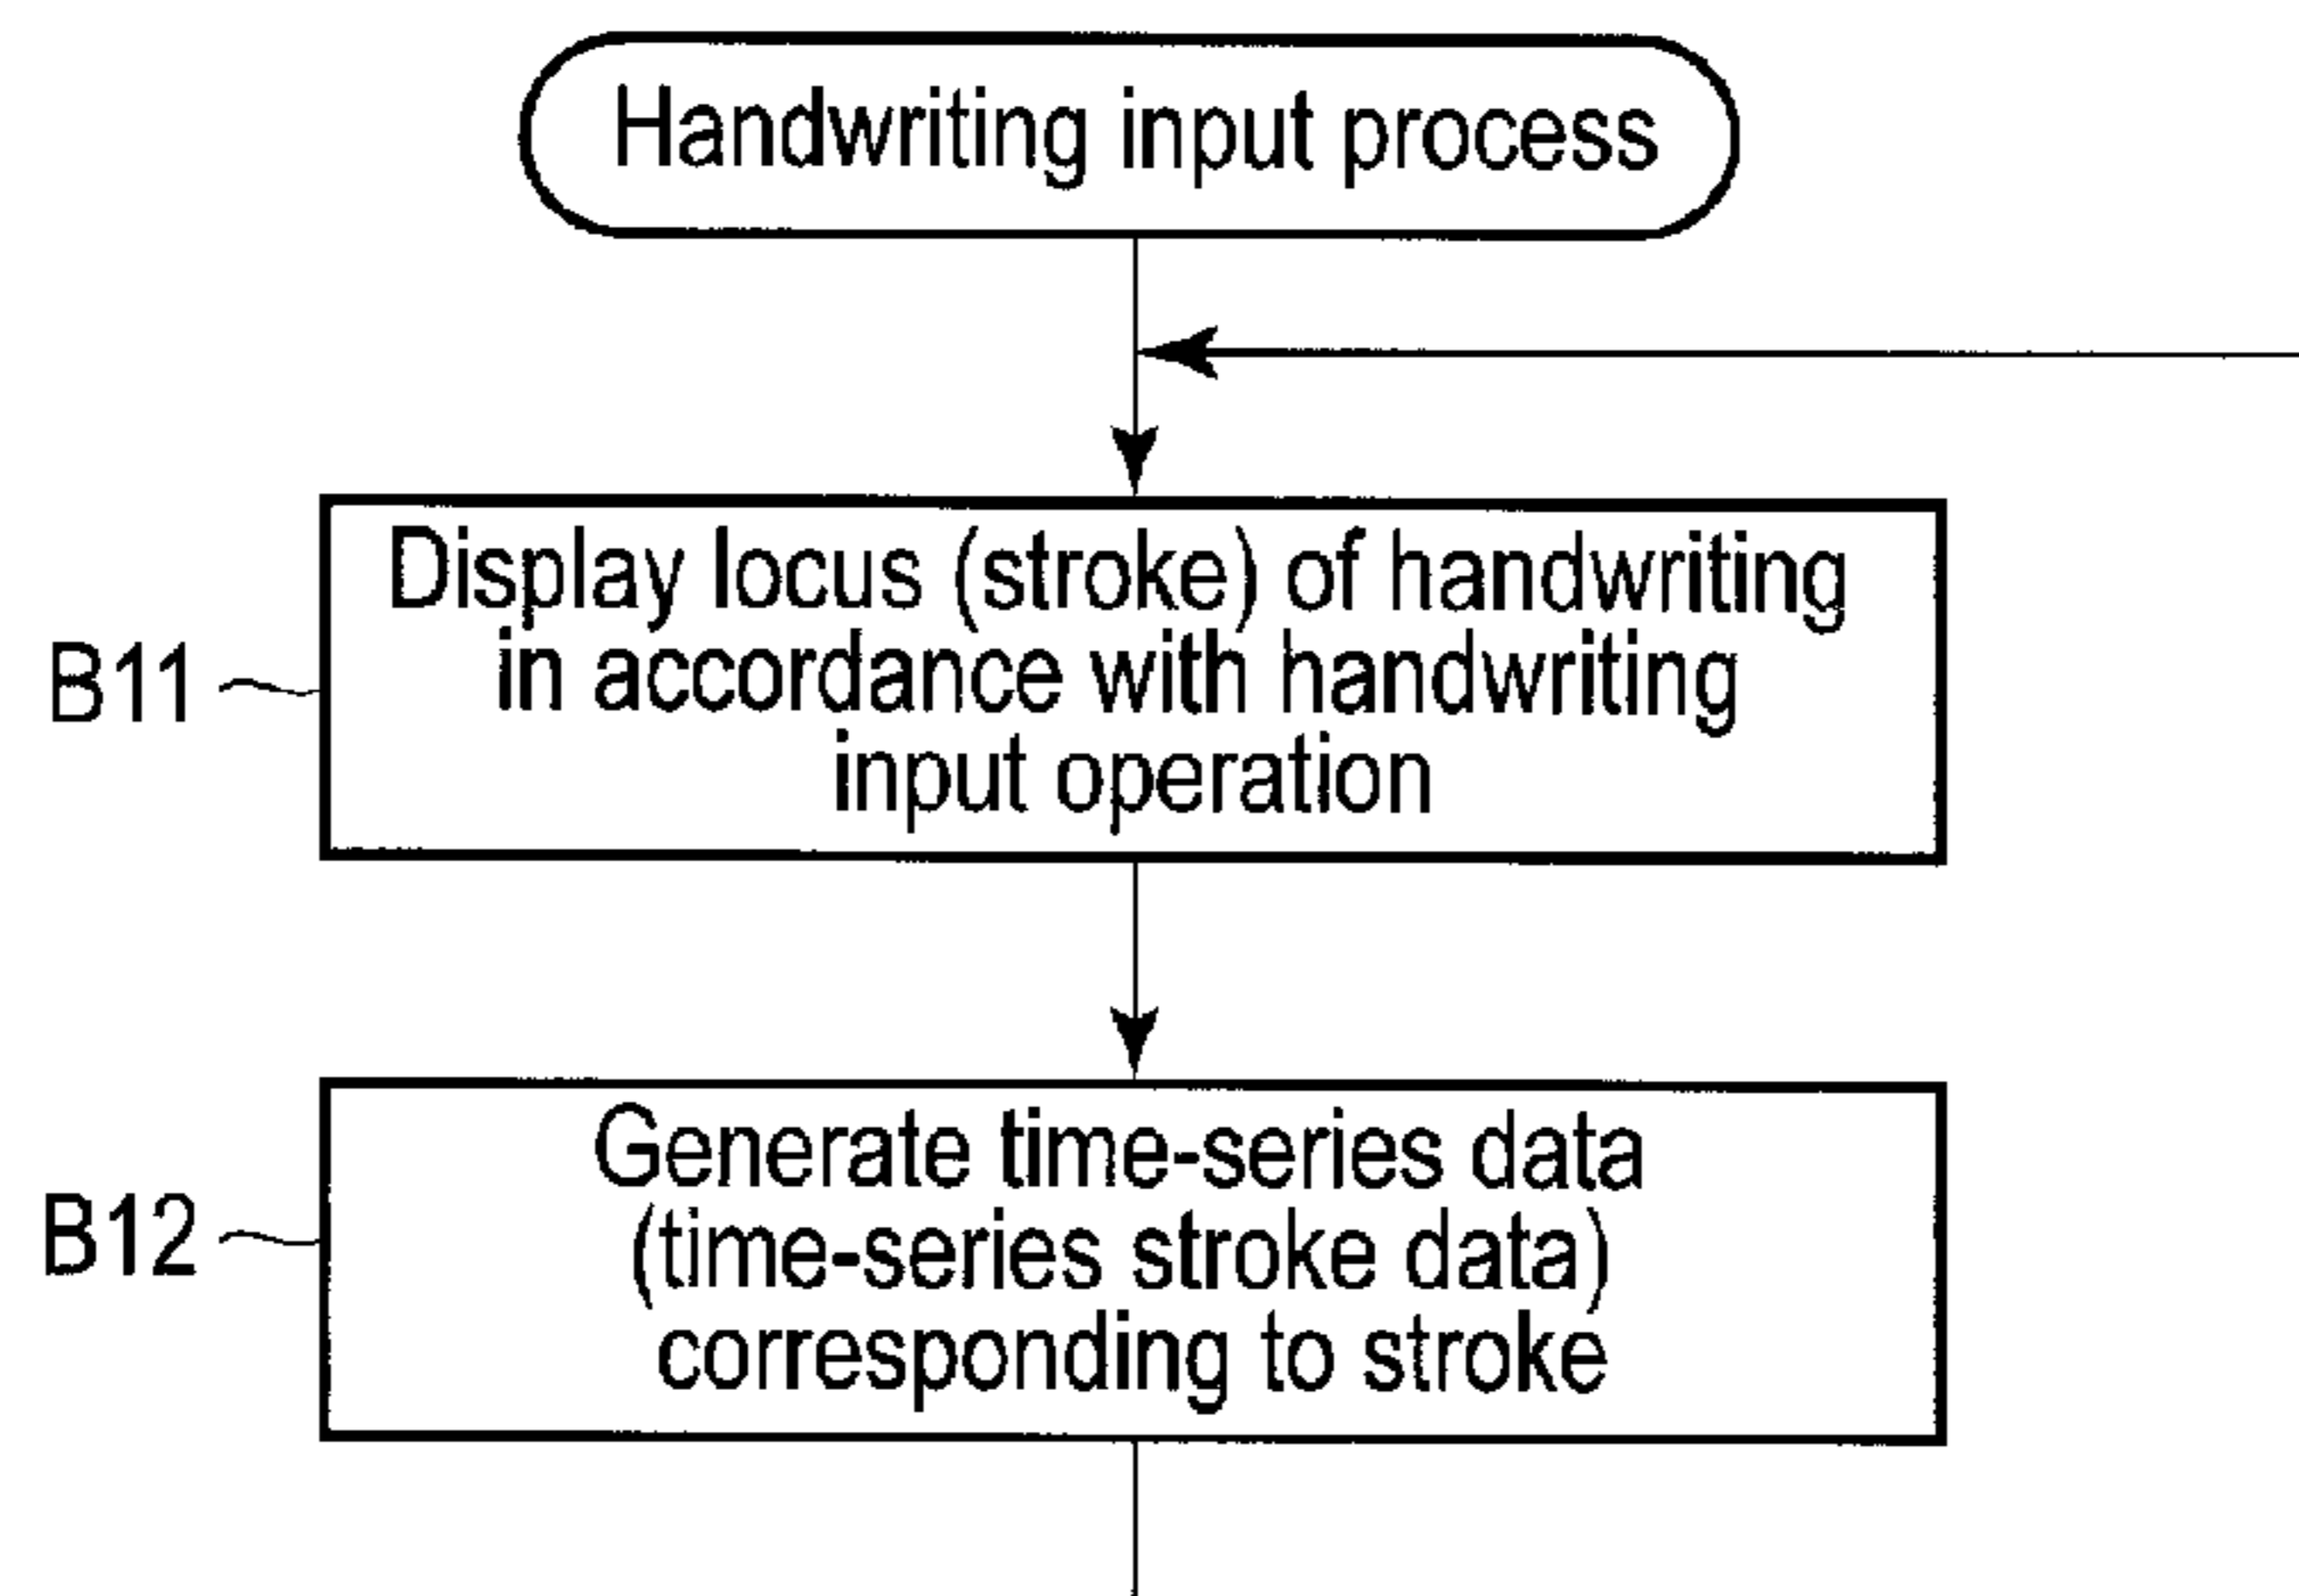 Handwriting input process
Display locus (stroke) of handwriting
in accordance with handwriting
input operation
B11
Generate time-series data
(time-series stroke data)
corresponding to stroke
B12